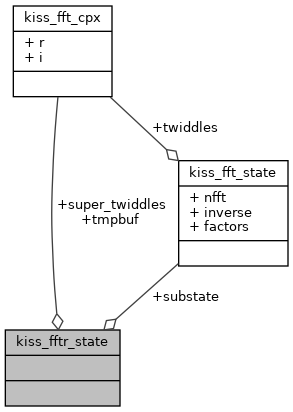 kiss_fft_cpx
+ r
+ i
+twiddles
kiss_fft_state
+ nfft
+ inverse
+ factors
+super_twiddles
+tmpbuf
+substate
kiss_fftr_state